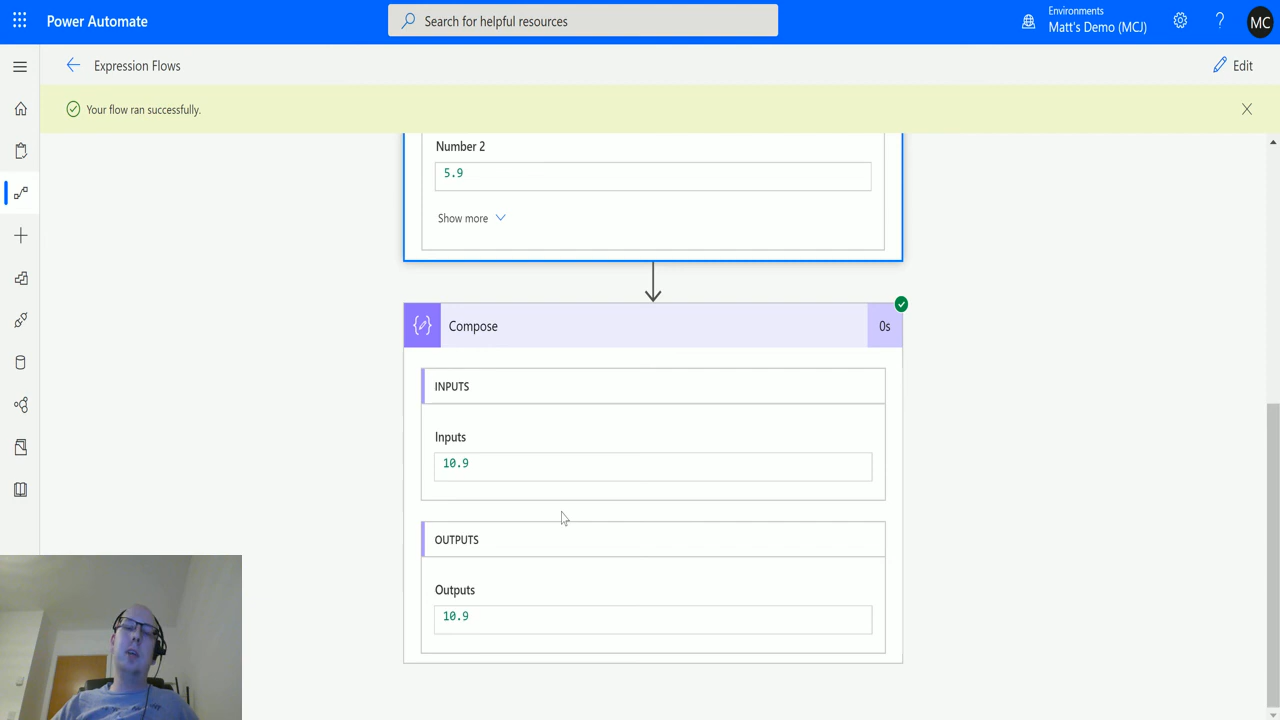 Power Automate
Search for helpful resources
Environments
Matt's Demo (MCJ)
?
MC
Expression Flows
Edit
Your flow ran successfully.
Number 2
5.9
Show more
Compose
0s
INPUTS
Inputs
10.9
OUTPUTS
Outputs
10.9